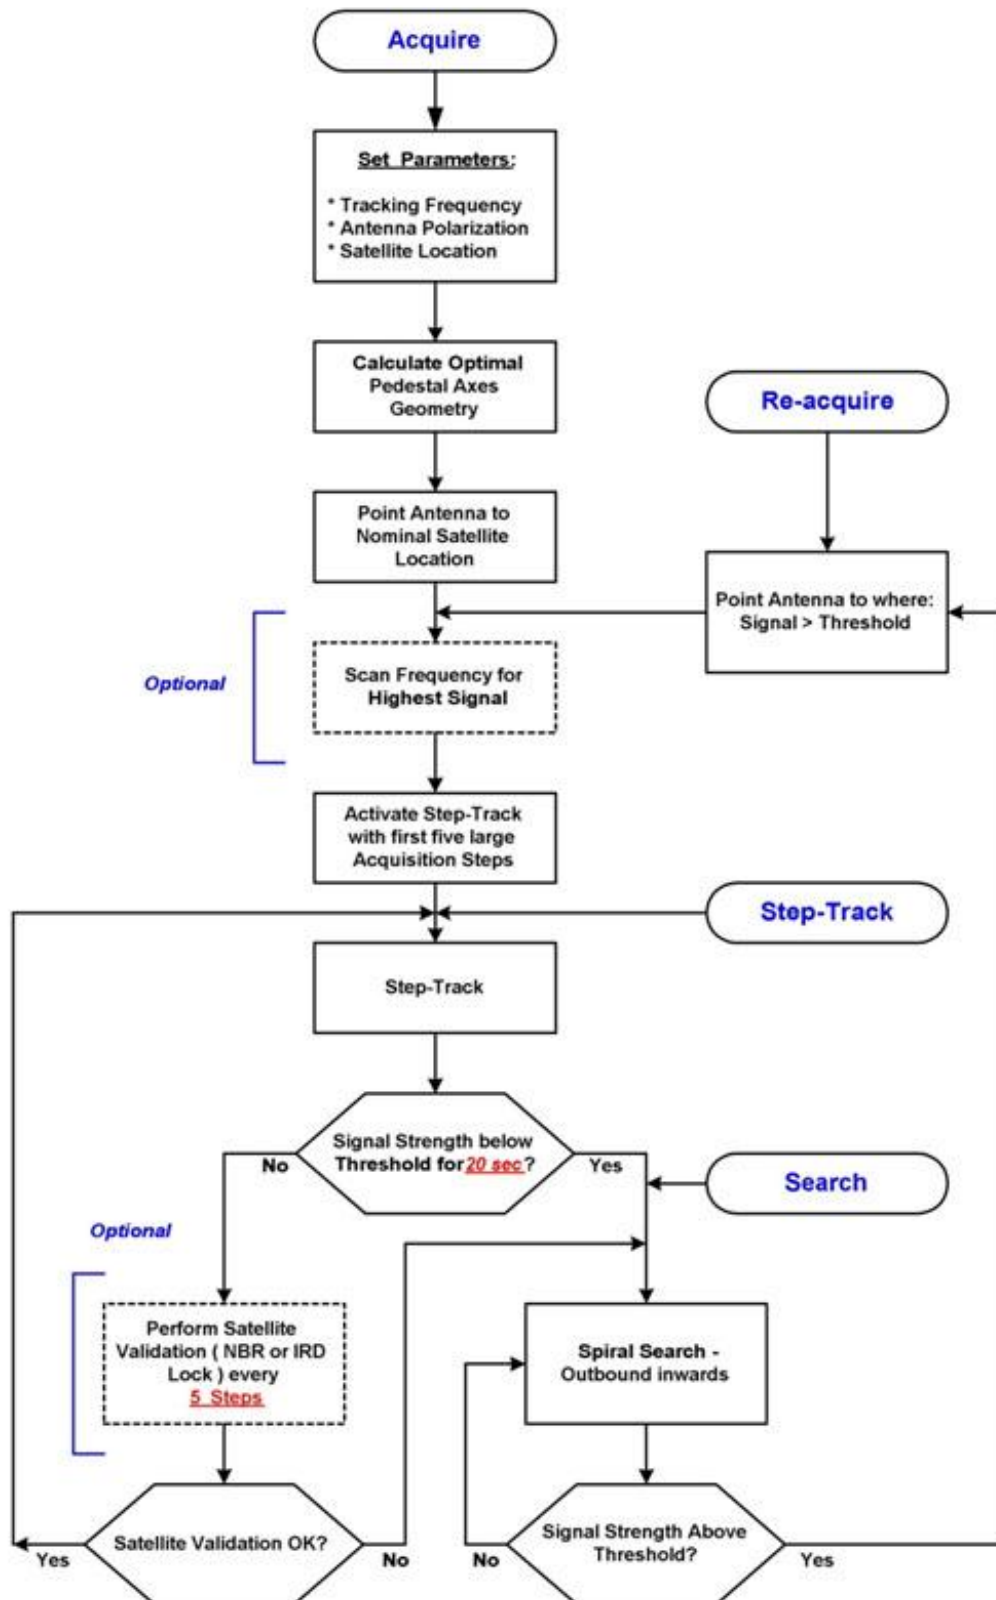 Acquire
Set Parameters:
* Tracking Frequency
* Antenna Polarization
* Satellite Location
Calculate Optimal
Pedestal Axes
Geometry
Re-acquire
Point Antenna to
Nominal Satellite
Location
Point Antenna to where:
Signal > Threshold
Optional
Scan Frequency for
Highest Signal
Activate Step-Track
with first five large
Acquisition Steps
Step-Track
Step-Track
Signal Strength below
Threshold for 20 sec ?
No
Yes
Search
Optional
Perform Satellite
Validation ( NBR or IRD
Lock ) every
5 Steps
Spiral Search -
Outbound inwards
Satellite Validation OK?
Yes
No
Signal Strength Above
Threshold?
No
Yes